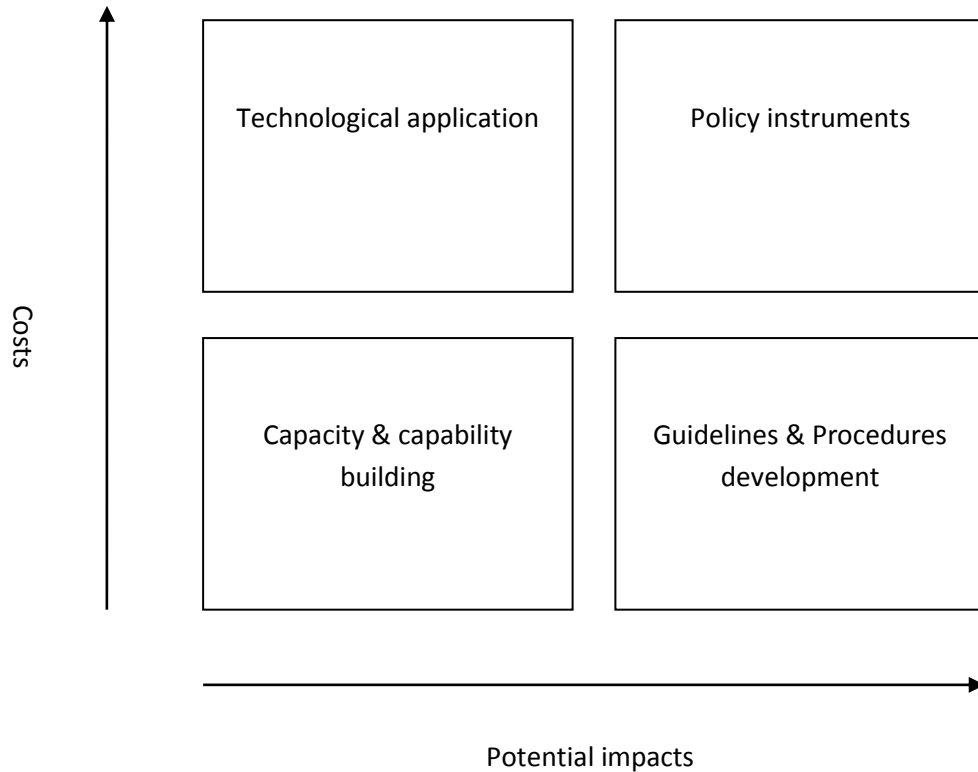 Technological application
Policy instruments
Costs
Capacity & capability
building
Guidelines & Procedures
development
Potential impacts